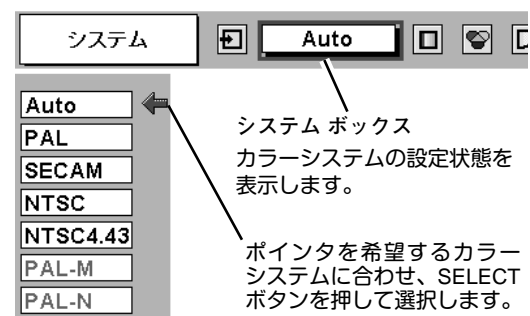 システム
Auto
Auto
PAL
SECAM
NTSC
NTSC4.43
PAL-M
PAL-N
システム ボックス
カラーシステムの設定状態を
表示します。
ポインタを希望するカラー
システムに合わせ、SELECT
ボタンを押して選択します。